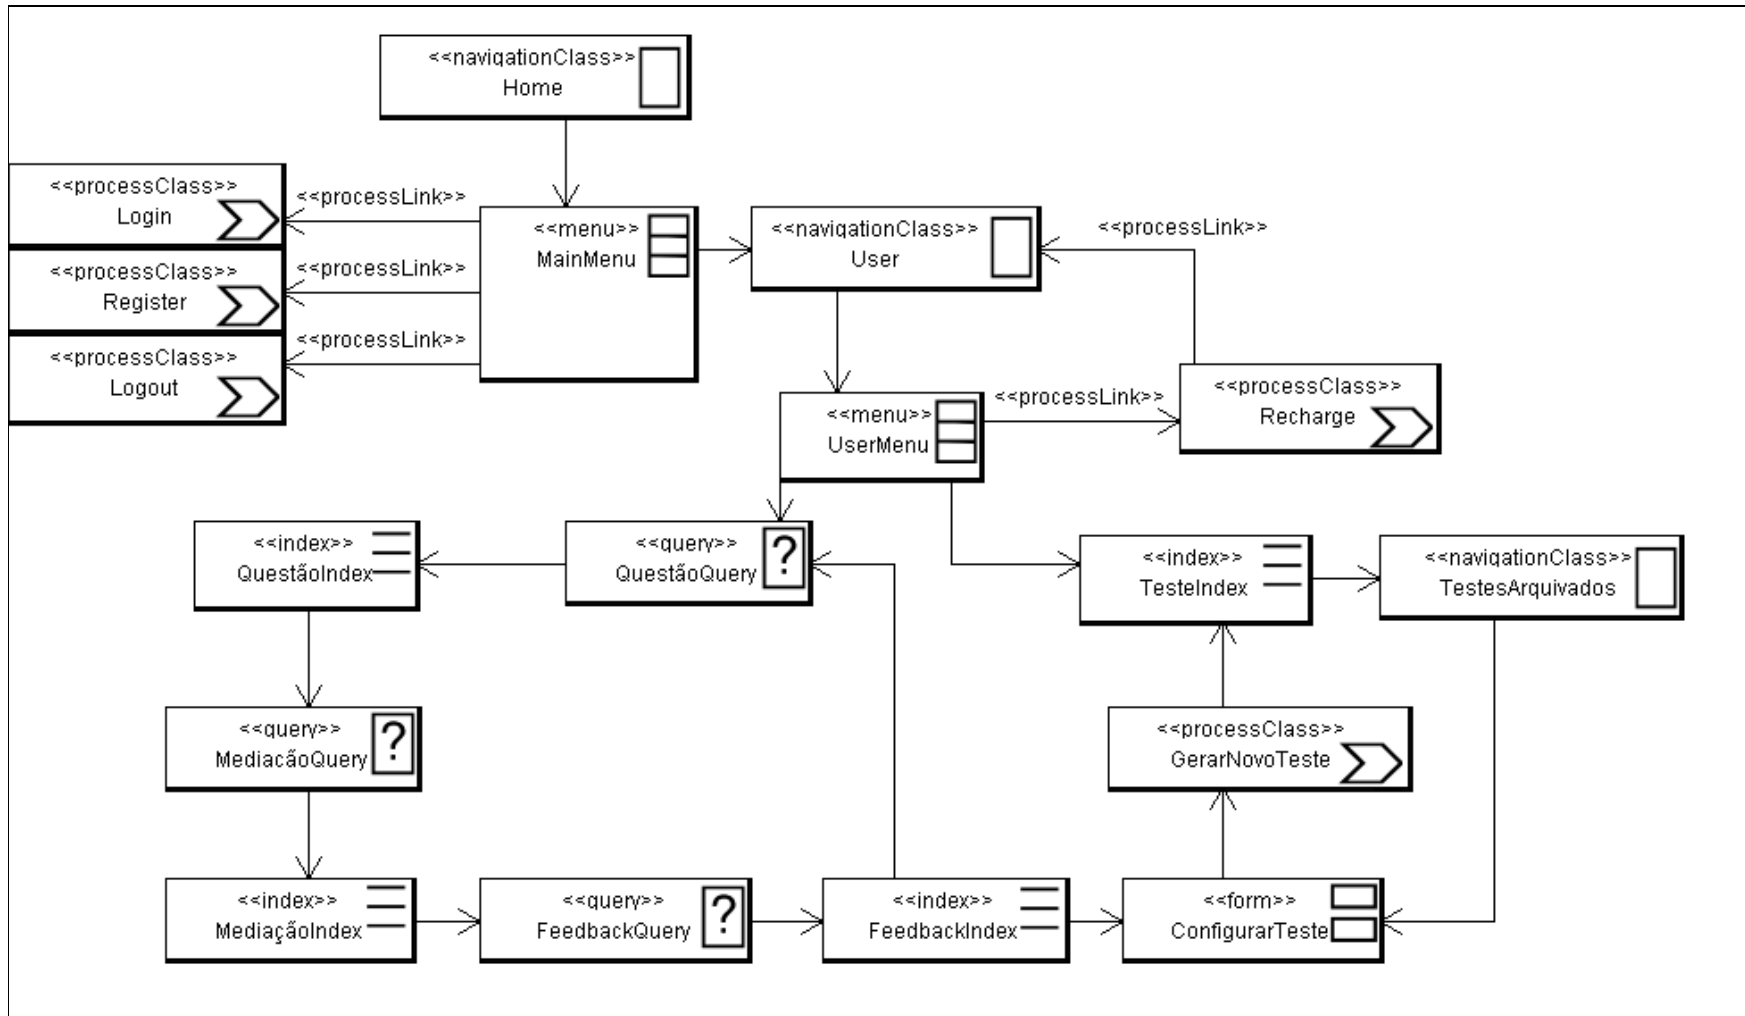 <<navigationClass>>
Home
<<processClass>>
Login
<<processLink>>
<<processClass>>
Register
<<processLink>>
<<processClass>>
Logout
<<processLink>>
<<menu>>
MainMenu
<<navigationClass>>
User
<<processLink>>
<<menu>>
UserMenu
<<processLink>>
<<processClass>>
Recharge
<<index>>
QuestãoIndex
<<query>>
QuestãoQuery
?
<<index>>
TesteIndex
<<navigationClass>>
TestesArquivados
<<query>>
MediacãoQuery
?
<<processClass>>
GerarNovoTeste
<<index>>
MediaçãoIndex
<<query>>
FeedbackQuery
?
<<index>>
FeedbackIndex
<<form>>
ConfigurarTeste